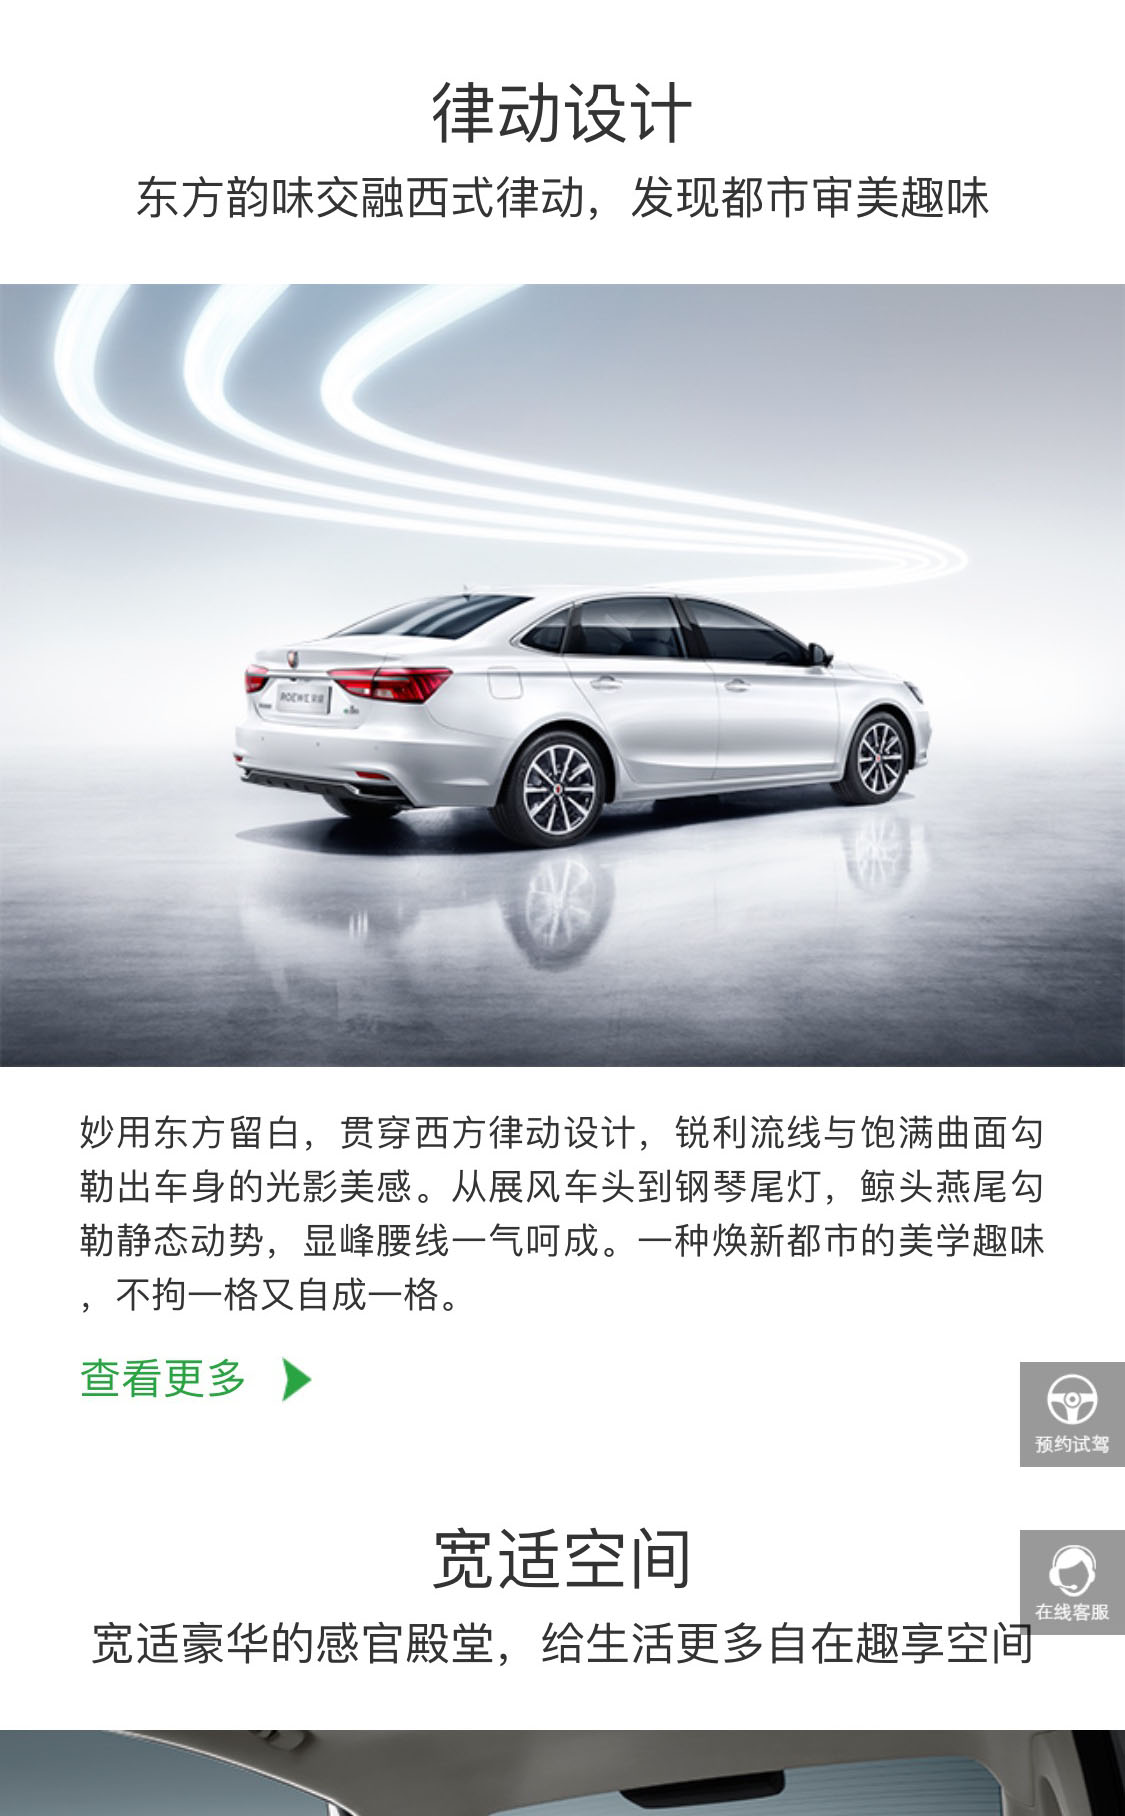 律动设计
东方韵味交融西式律动，发现都市审美趣味
ROEWE 荣威
妙用东方留白，贯穿西方律动设计，锐利流线与饱满曲面勾
勒出车身的光影美感。从展风车头到钢琴尾灯，鲸头燕尾勾
勒静态动势，显峰腰线一气呵成。一种焕新都市的美学趣味
，不拘一格又自成一格。
查看更多
预约试驾
宽适空间
在线客服
宽适豪华的感官殿堂，给生活更多自在趣享空间